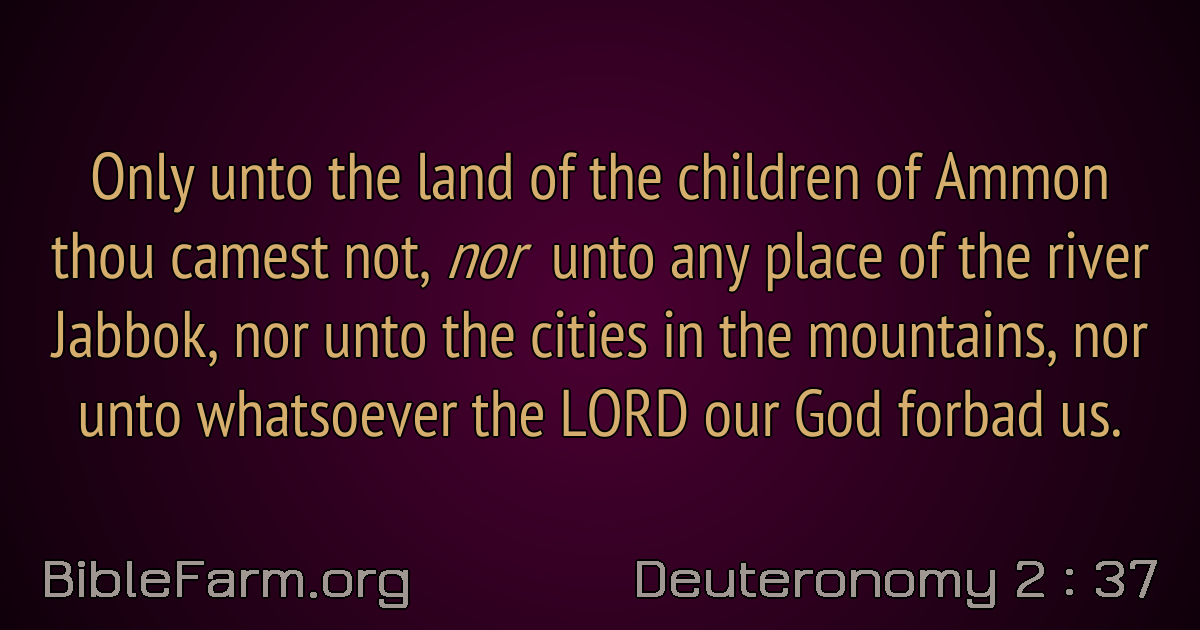 Only unto the land of the children of Ammon
thou camest not, nor unto any place of the river
Jabbok, nor unto the cities in the mountains, nor
unto whatsoever the LORD our God forbad us.
BibleFarm.org
Deuteronomy 2 : 37